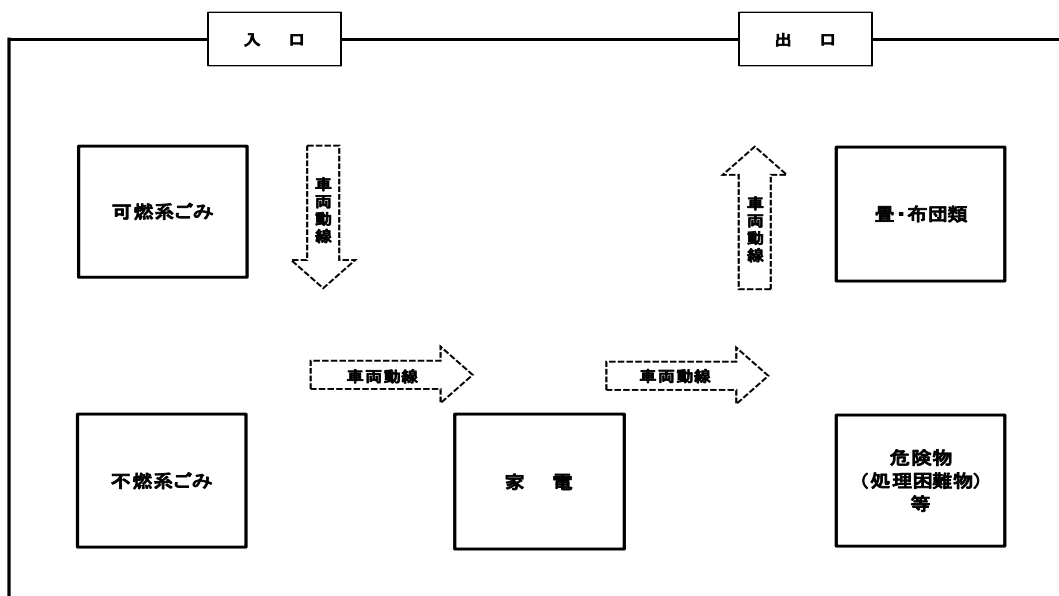 入 口
出 口
可燃系ごみ
車両動線
車両動線
畳・布団類
車両動線
車両動線
不燃系ごみ
家 電
危険物
(処理困難物)
等